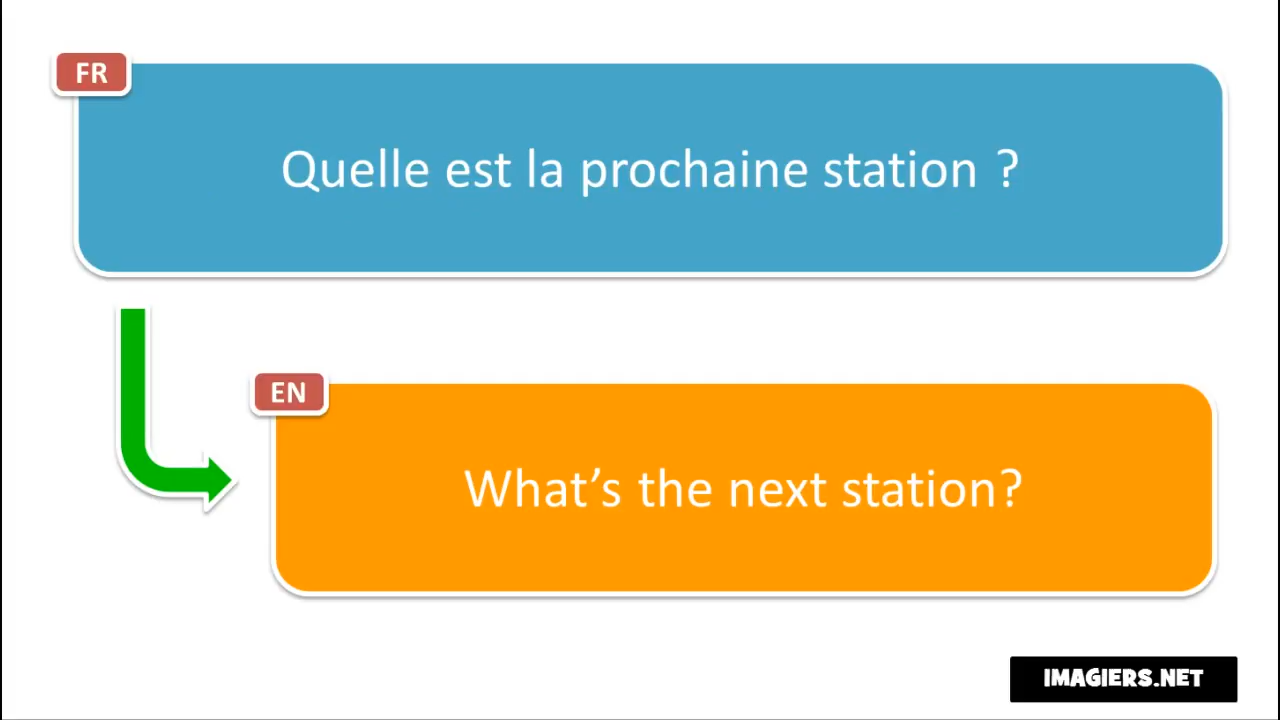 FR
Quelle est la prochaine station ?
EN
What’s the next station?
IMAGIERS.NET